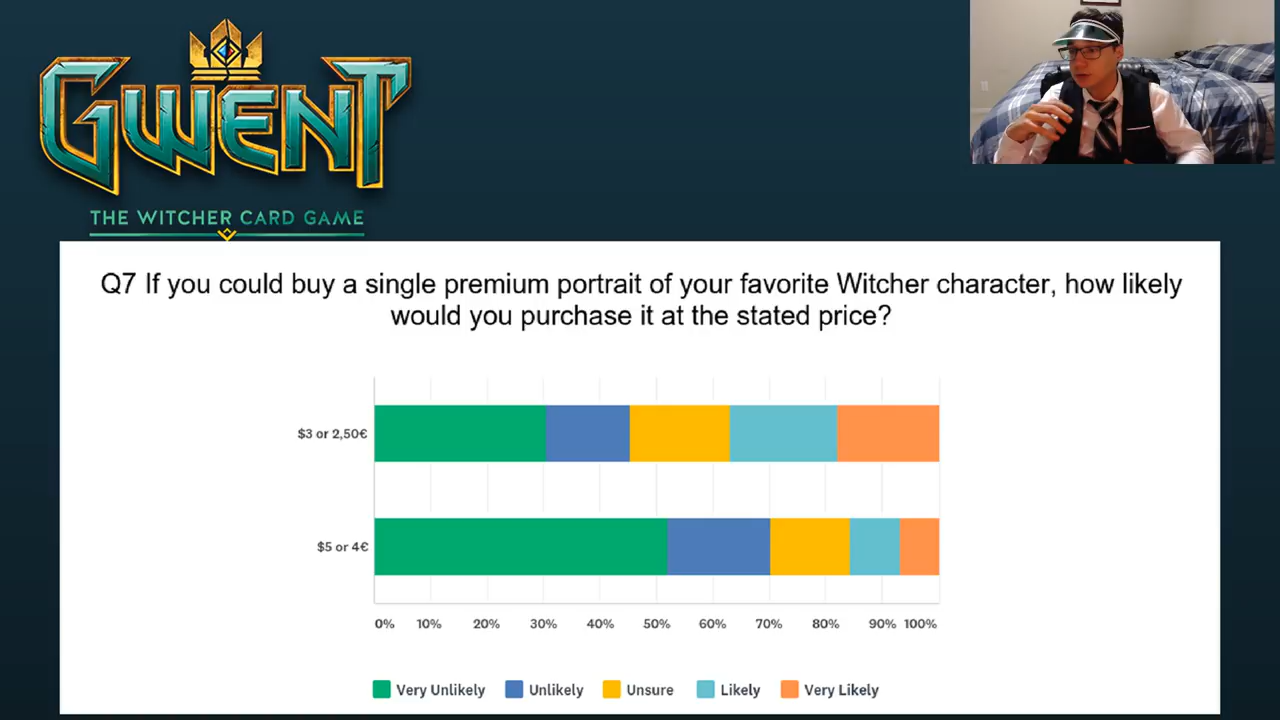 GWENT
THE WITCHER CARD GAME
Q7 If you could buy a single premium portrait of your favorite Witcher character, how likely
would you purchase it at the stated price?
$3 or 2,50€
$5 or 4€
0% 10% 20% 30% 40% 50% 60% 70% 80% 90% 100%
Very Unlikely Unlikely Unsure Likely Very Likely